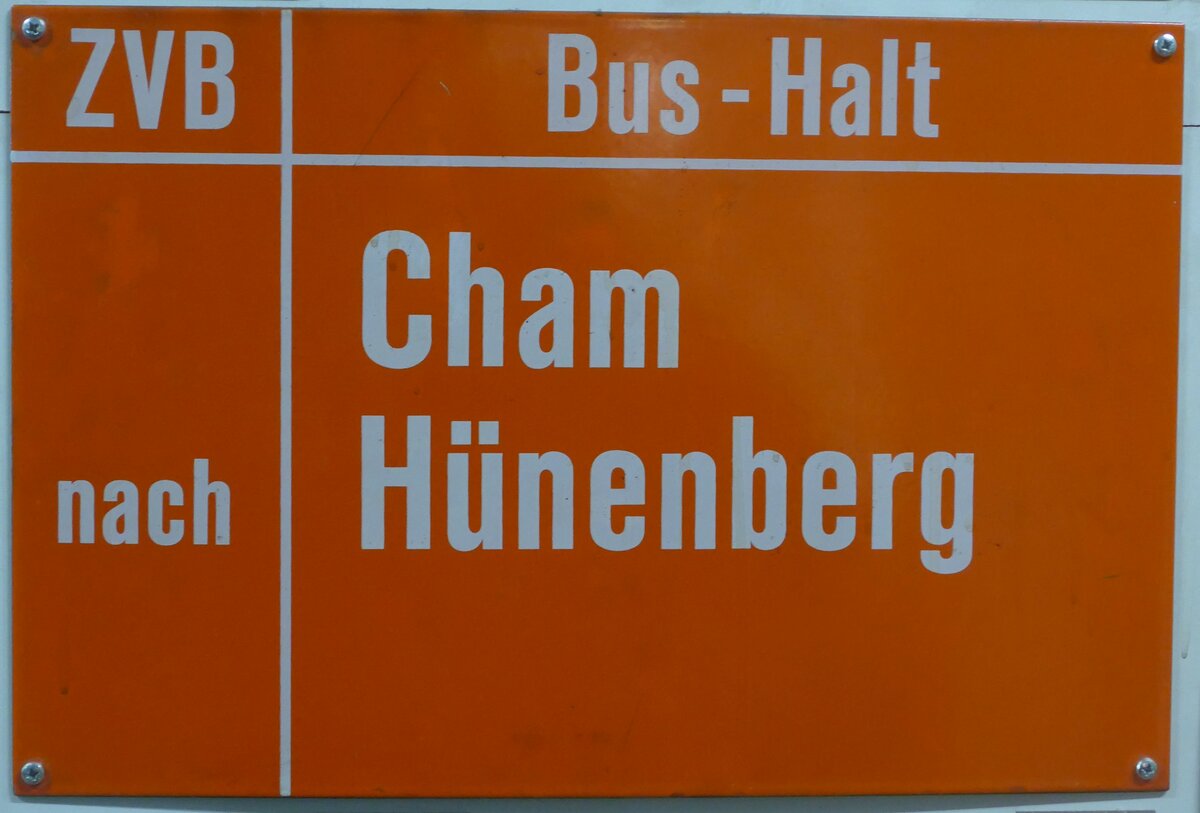 ZVB Bus - Halt
Cham
nach Hünenberg